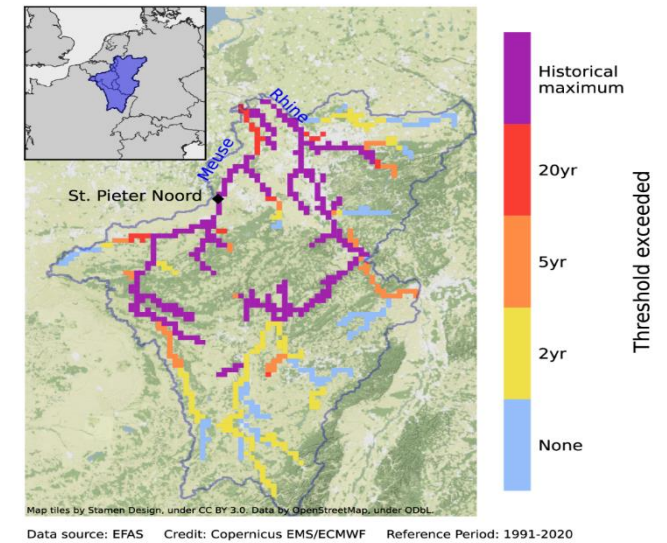 Rhine
Meuse
St. Pieter Noord
Historical
maximum
20yr
5yr
2yr
None
Threshold exceeded
Map tiles by Stamen Design, under CC BY 3.0. Data by OpenStreetMap, under ODbL.
Data source: EFAS Credit: Copernicus EMS/ECMWF Reference Period: 1991-2020